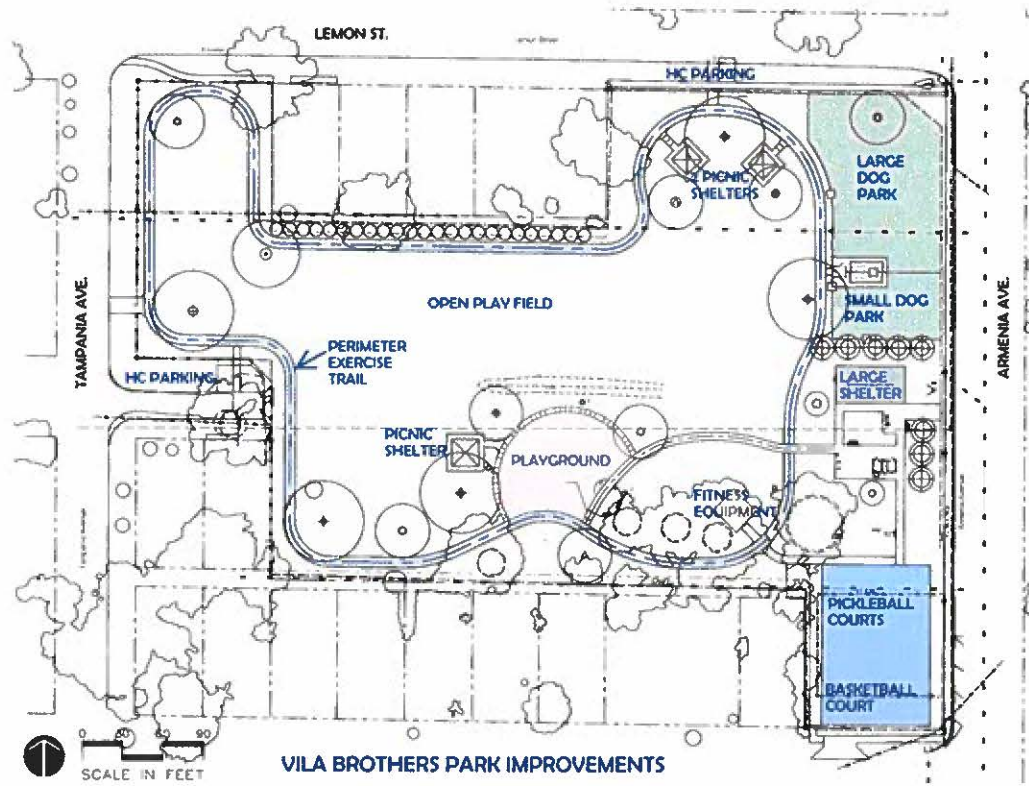 LEMON ST.
HC PARKING
LARGE
DOG
PARK
2 PICNIC
SHELTERS
TAMPANIA AVE.
OPEN PLAY FIELD
SMALL DOG
PARK
ARMENIA AVE.
PERIMETER
EXERCISE
TRAIL
HC PARKING
LARGE
SHELTER
PICNIC
SHELTER
PLAYGROUND
FITNESS
EQUIPMENT
PICKLEBALL
COURTS
BASKETBALL
COURT
0 30 60 90
SCALE IN FEET
VILA BROTHERS PARK IMPROVEMENTS